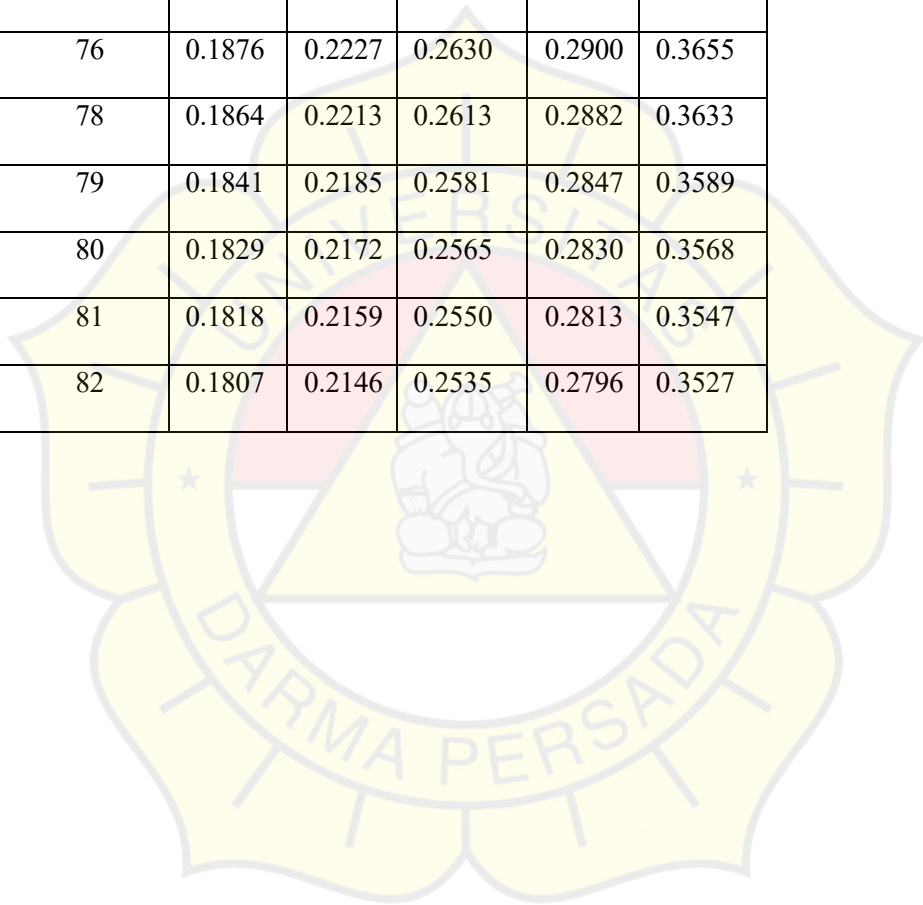 76 0.1876 0.2227 0.2630 0.2900 0.3655
78 0.1864 0.2213 0.2613 0.2882 0.3633
79 0.1841 0.2185 0.2581 0.2847 0.3589
80 0.1829 0.2172 0.2565 0.2830 0.3568
81 0.1818 0.2159 0.2550 0.2813 0.3547
82 0.1807 0.2146 0.2535 0.2796 0.3527
UNIVERSITAS
DARMA PERSADA